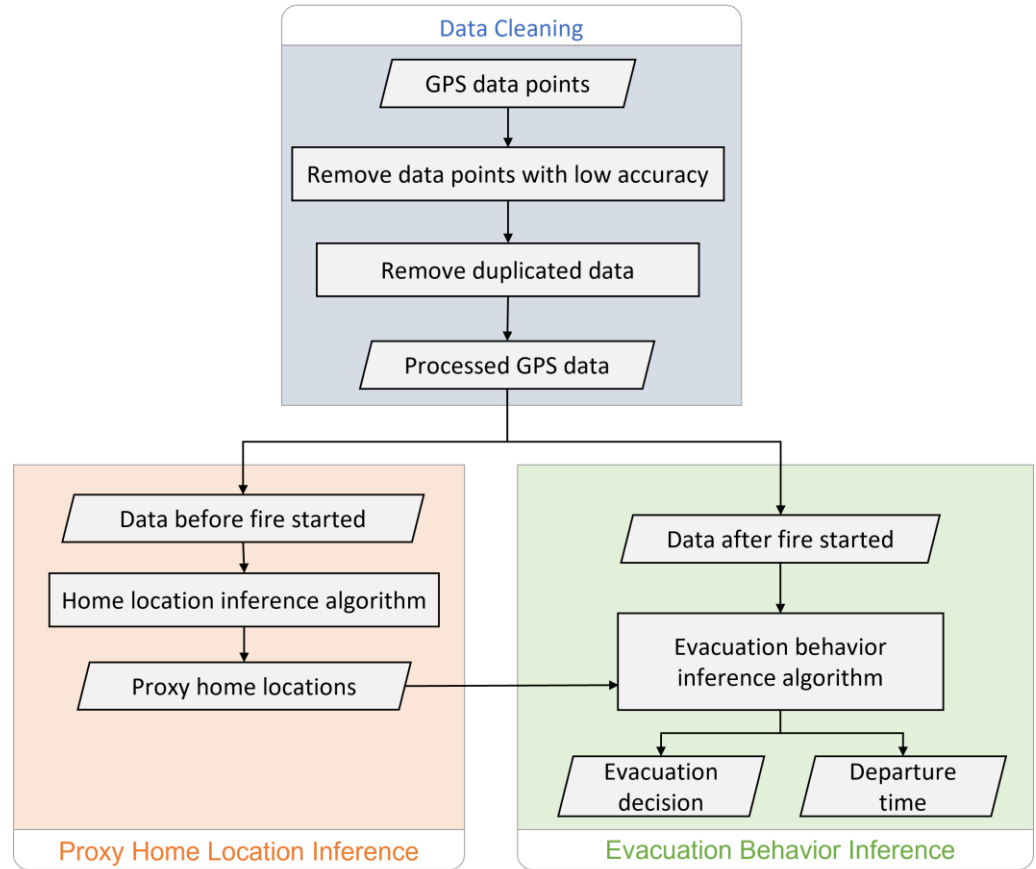 Data Cleaning
GPS data points
Remove data points with low accuracy
Remove duplicated data
Processed GPS data
Data before fire started
Home location inference algorithm
Proxy home locations
Proxy Home Location Inference
Data after fire started
Evacuation behavior
inference algorithm
Evacuation
decision
Departure
time
Evacuation Behavior Inference